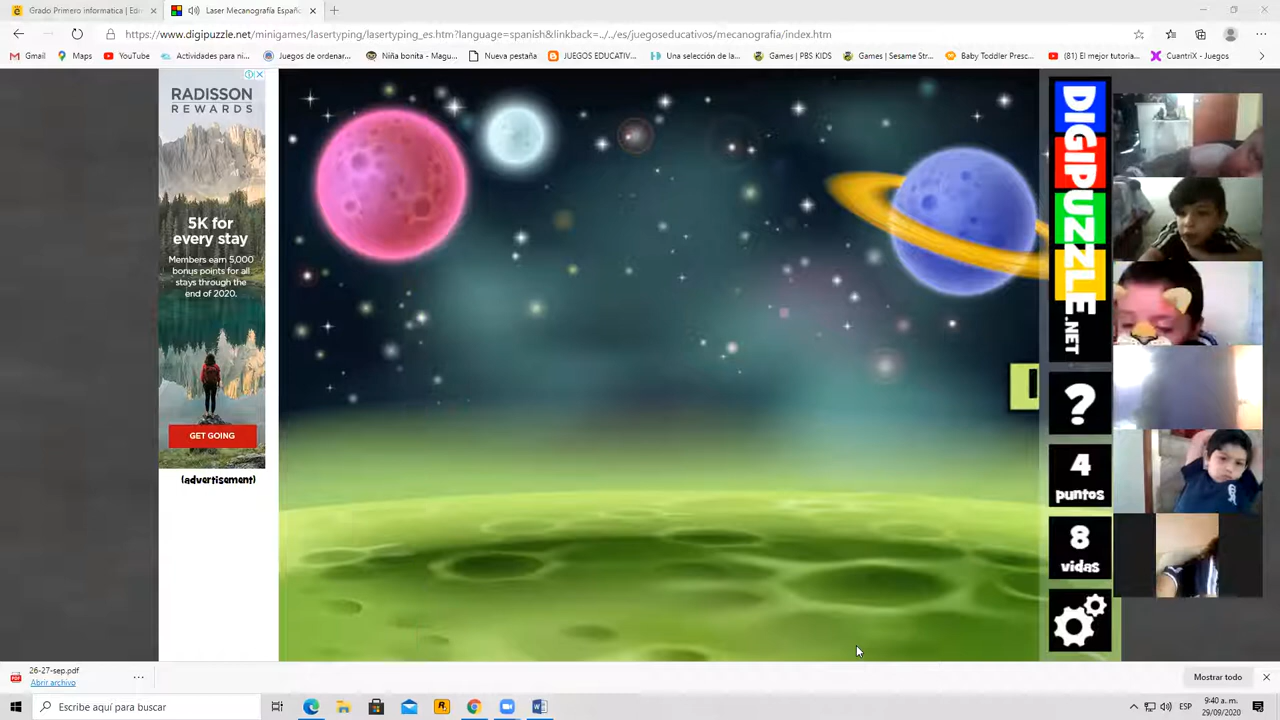 Grado Primero informatica | Ed
Laser Mecanografía Españo
https://www.digipuzzle.net/minigames/lasertyping/lasertyping_es.htm?language=spanish&linkback=../../es/juegoseducativos/mecanografia/index.htm
Gmail
Maps
YouTube
Actividades para ni...
Juegos de ordenar...
Niña bonita - Magu...
Nueva pestaña
JUEGOS EDUCATIV...
Una selección de la...
Games | PBS KIDS
Games | Sesame Str...
Baby Toddler Presc...
(81) El mejor tutoria...
CuantriX - Juegos
RADISSON
REWARDS
5K for
every stay
Members earn 5,000
bonus points for all
stays through the
end of 2020.
GET GOING
(advertisement)
DIGIPUZZLE.NET
?
4
puntos
8
vidas
26-27-sep.pdf
Abrir archivo
Mostrar todo
Escribe aquí para buscar
ESP
9:40 a. m.
29/09/2020